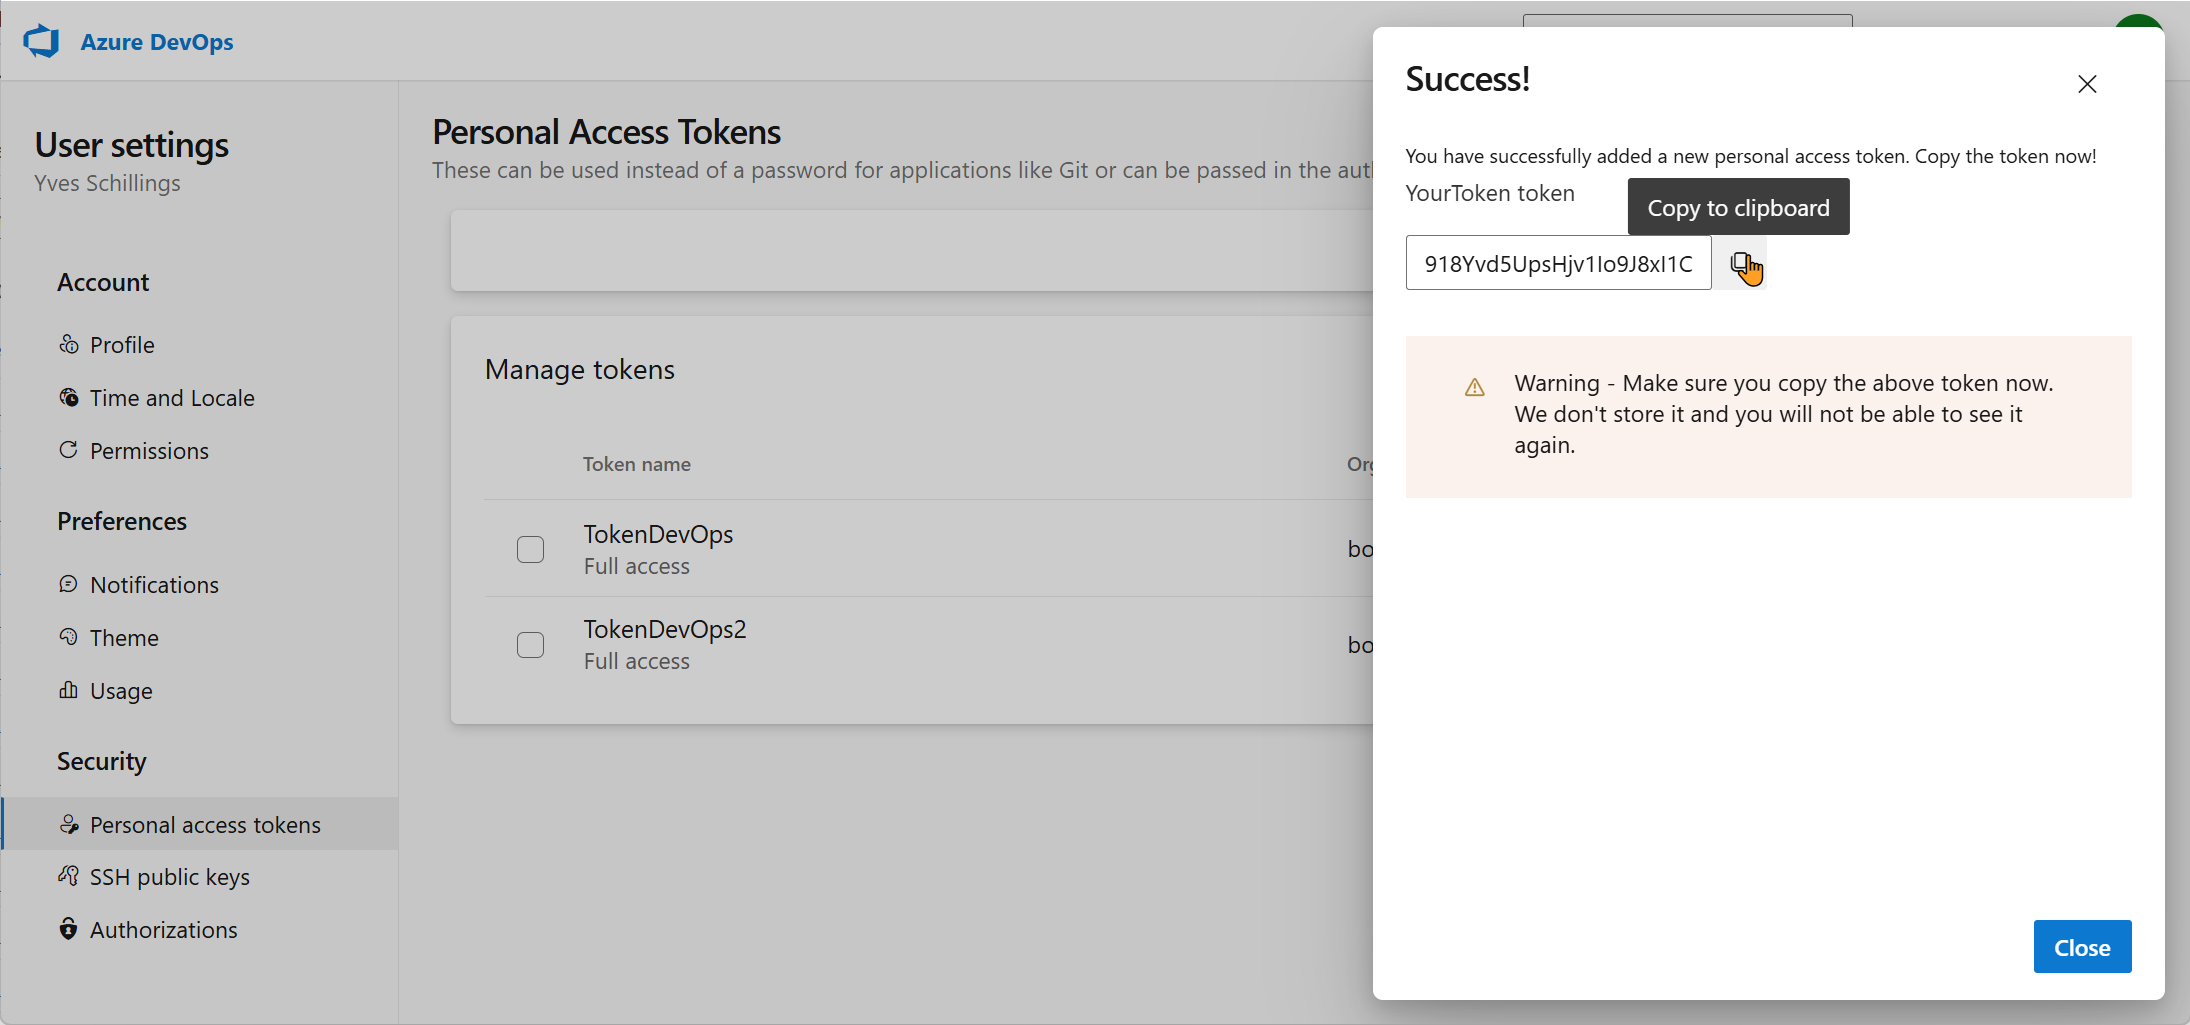 Azure DevOps
User settings
Yves Schillings
Account
Profile
Time and Locale
Permissions
Preferences
Notifications
Theme
Usage
Security
Personal access tokens
SSH public keys
Authorizations
Personal Access Tokens
These can be used instead of a password for applications like Git or can be passed in the aut
Manage tokens
Token name
Org
TokenDevOps
Full access
bo
TokenDevOps2
Full access
bo
Success!
You have successfully added a new personal access token. Copy the token now!
YourToken token
Copy to clipboard
918Yvd5UpsHjv1Io9J8xI1C
Warning - Make sure you copy the above token now.
We don't store it and you will not be able to see it
again.
Close